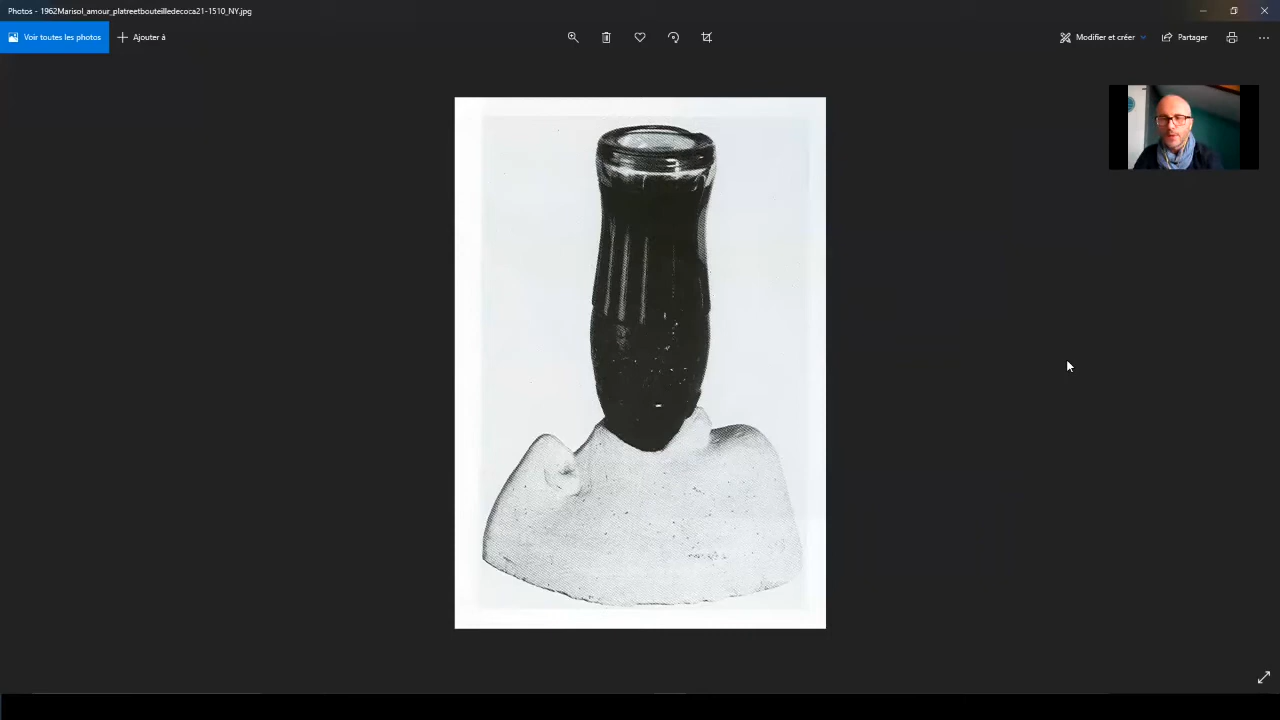 Photos - 1962Marisol_amour_platreetbouteilledecoca21-1510_NY.jpg
Voir toutes les photos
Ajouter à
Modifier et créer
Partager